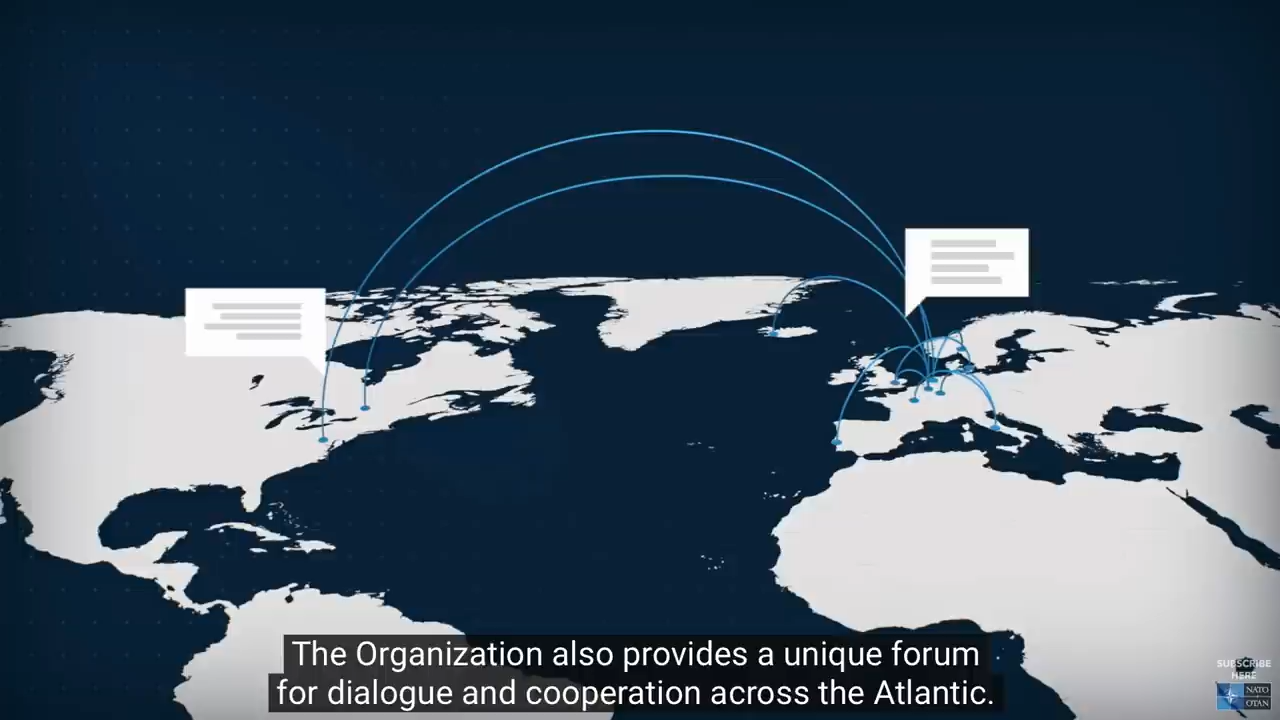 The Organization also provides a unique forum
for dialogue and cooperation across the Atlantic.
SUBSCRIBE
HERE
NATO
OTAN